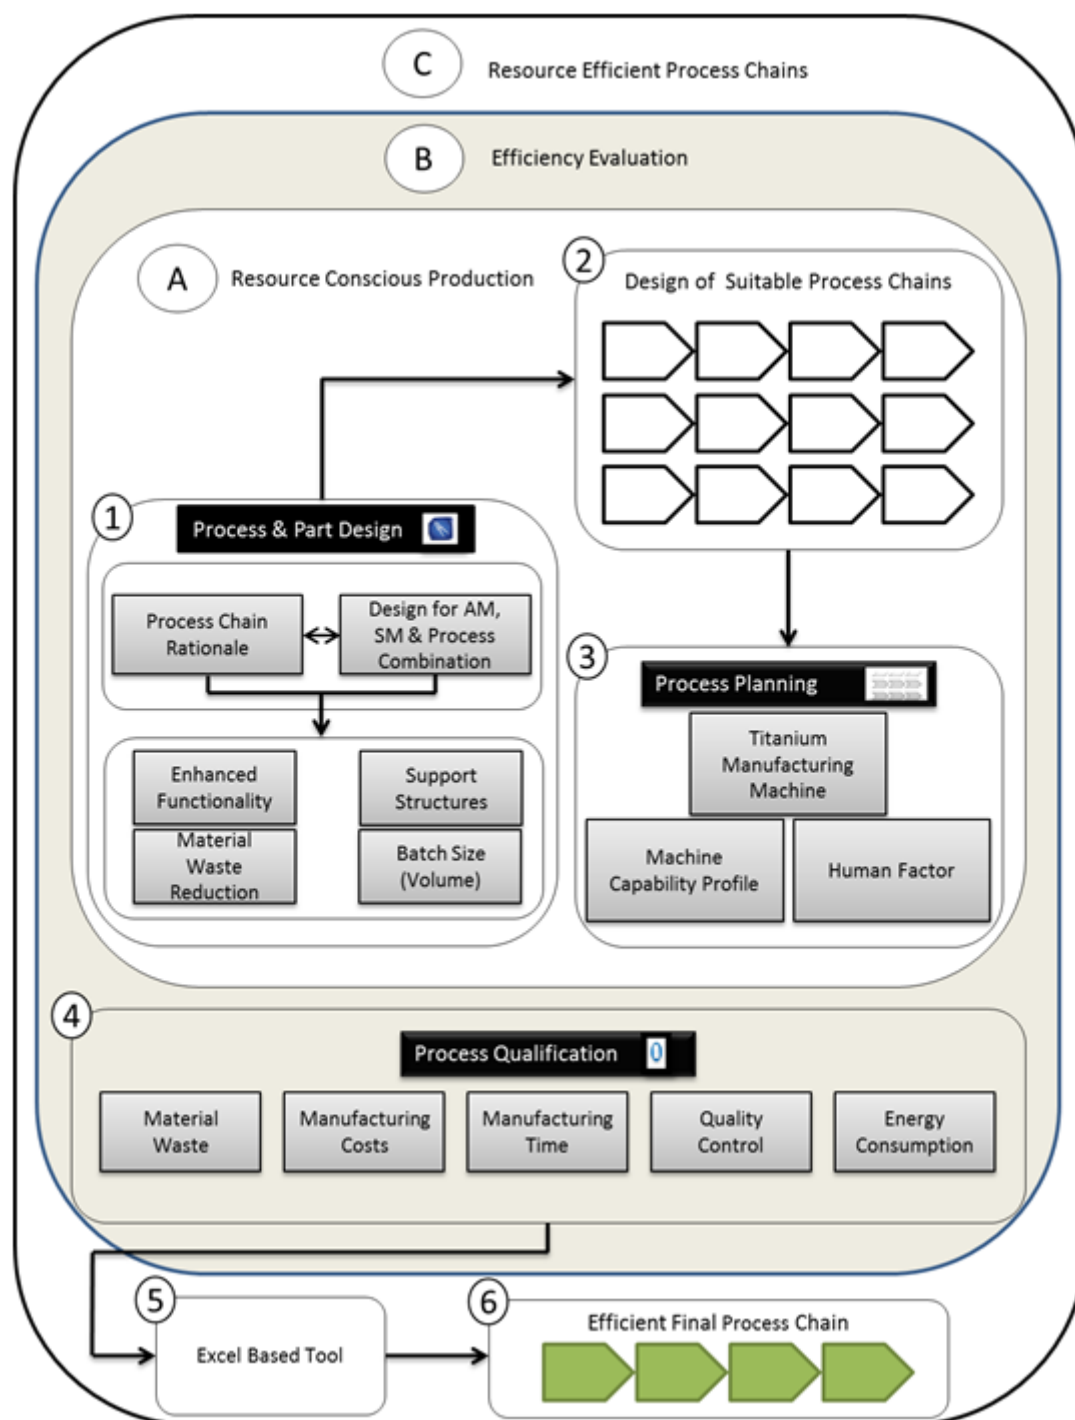 C
Resource Efficient Process Chains
B
Efficiency Evaluation
A
Resource Conscious Production
2
Design of Suitable Process Chains
1
Process & Part Design
Process Chain
Rationale
Design for AM,
SM & Process
Combination
Enhanced
Functionality
Support
Structures
Material
Waste
Reduction
Batch Size
(Volume)
3
Process Planning
Titanium
Manufacturing
Machine
Machine
Capability Profile
Human Factor
4
Process Qualification
Material
Waste
Manufacturing
Costs
Manufacturing
Time
Quality
Control
Energy
Consumption
5
Excel Based Tool
6
Efficient Final Process Chain